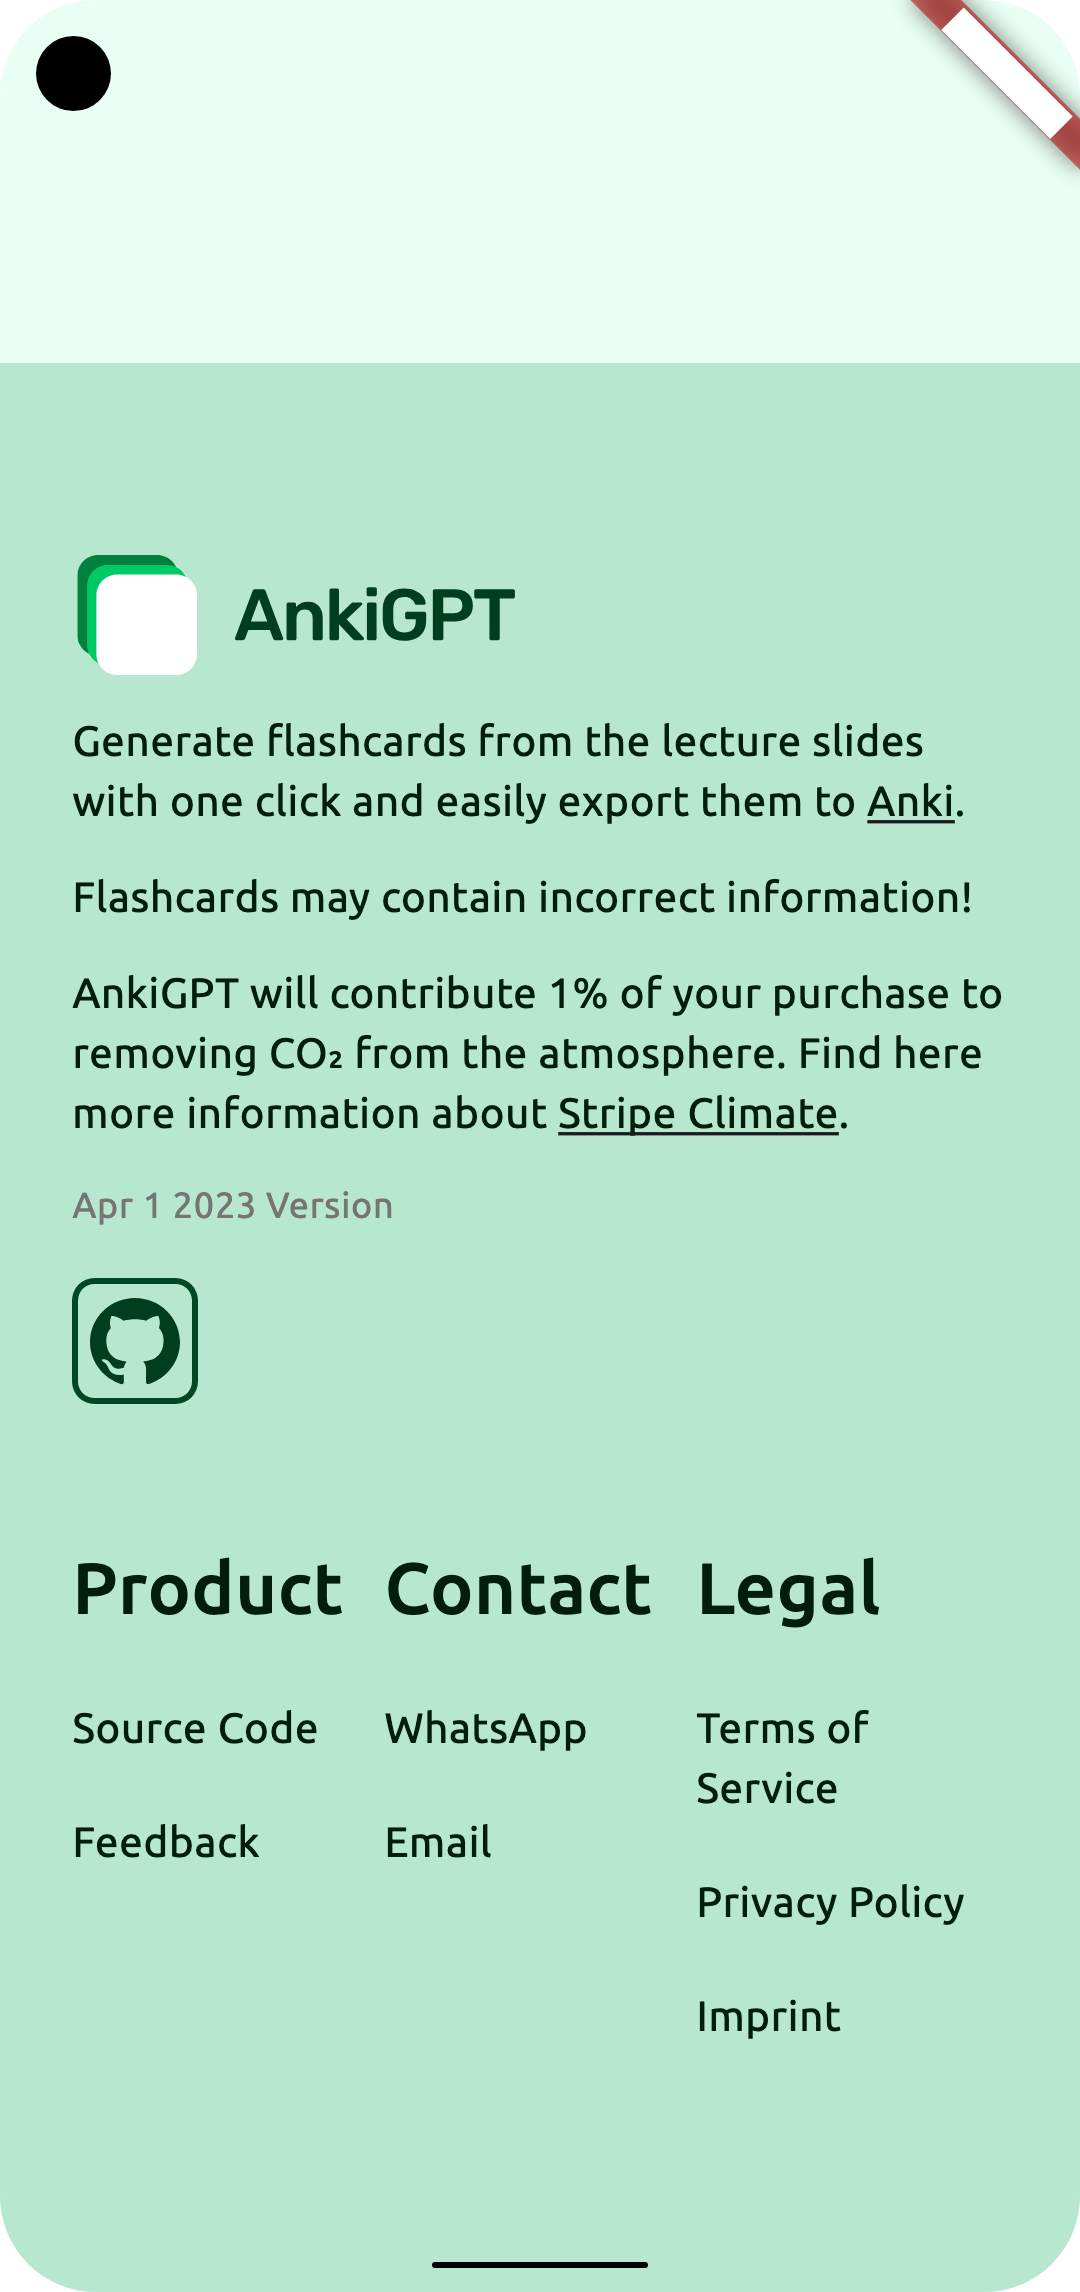 AnkiGPT
Generate flashcards from the lecture slides
with one click and easily export them to Anki.
Flashcards may contain incorrect information!
AnkiGPT will contribute 1% of your purchase to
removing CO₂ from the atmosphere. Find here
more information about Stripe Climate.
Apr 1 2023 Version
Product
Source Code
Feedback
Contact
WhatsApp
Email
Legal
Terms of
Service
Privacy Policy
Imprint